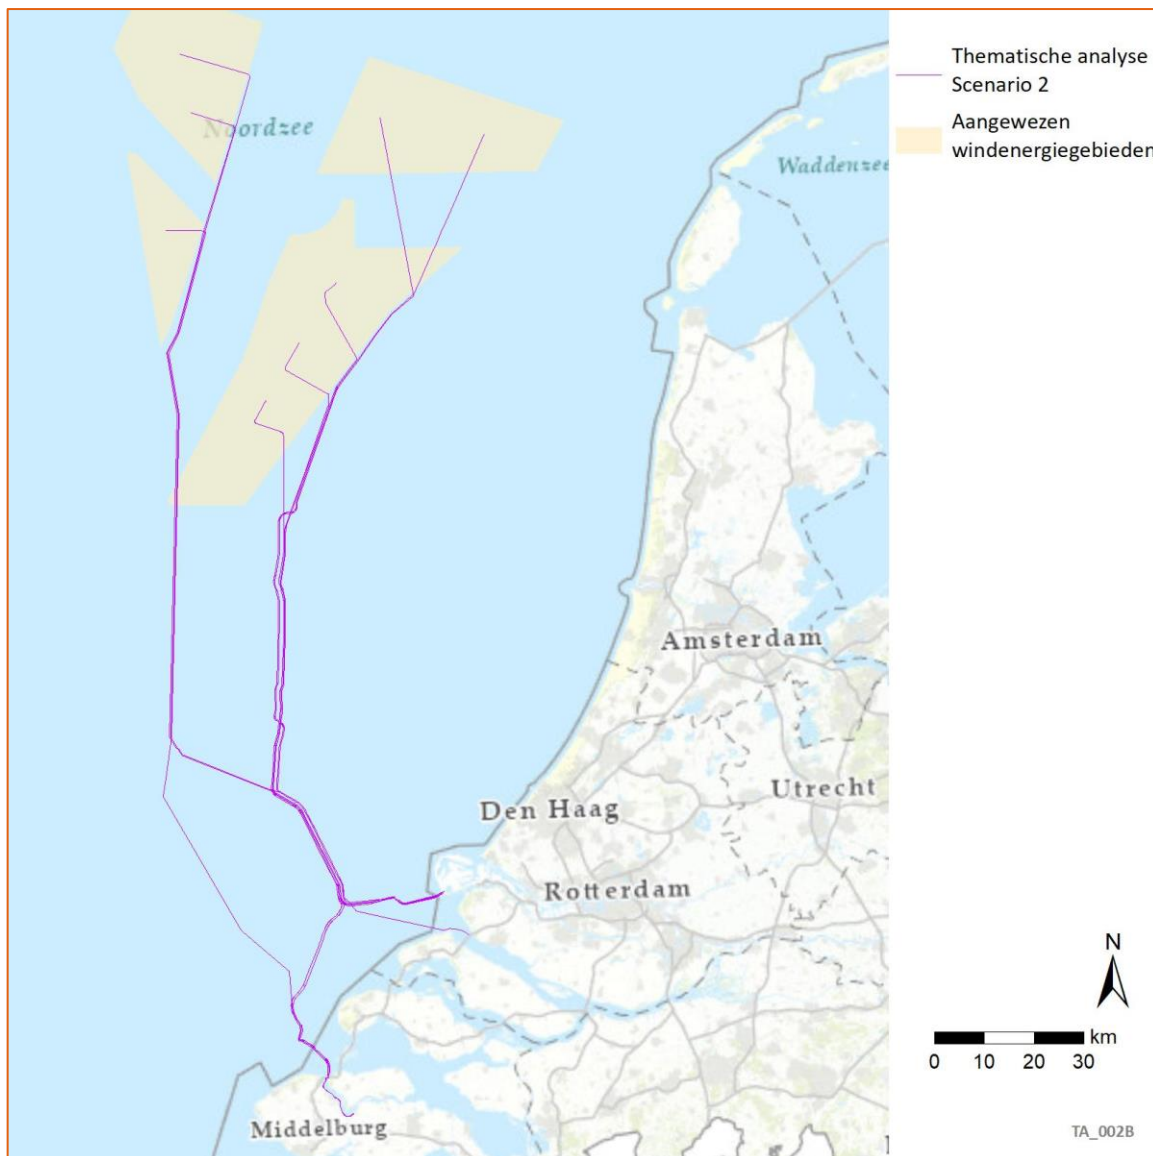 Thematische analyse
Scenario 2
Aangewezen
windenergiegebieden
Noordzee
Waddenzee
Amsterdam
Utrecht
Den Haag
Rotterdam
Middelburg
N
km
0 10 20 30
TA_002B